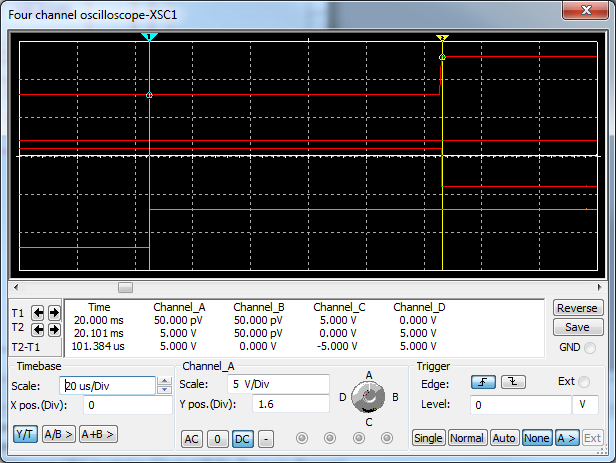 Four channel oscilloscope-XSC1
1 2
Time Channel_A Channel_B Channel_C Channel_D
T1 20.000 ms 50.000 pV 50.000 pV 5.000 V 0.000 V
T2 20.101 ms 5.000 V 50.000 pV 0.000 V 5.000 V
T2-T1 101.384 us 5.000 V 0.000 V -5.000 V 5.000 V
Reverse
Save
GND
Timebase
Scale: 20 us/Div
X pos.(Div): 0
Y/T A/B > A+B >
Channel_A
Scale: 5 V/Div
Y pos.(Div): 1.6
AC 0 DC -
A
D B
C
Trigger
Edge: Ext
Level: 0 V
Single Normal Auto None A > Ext